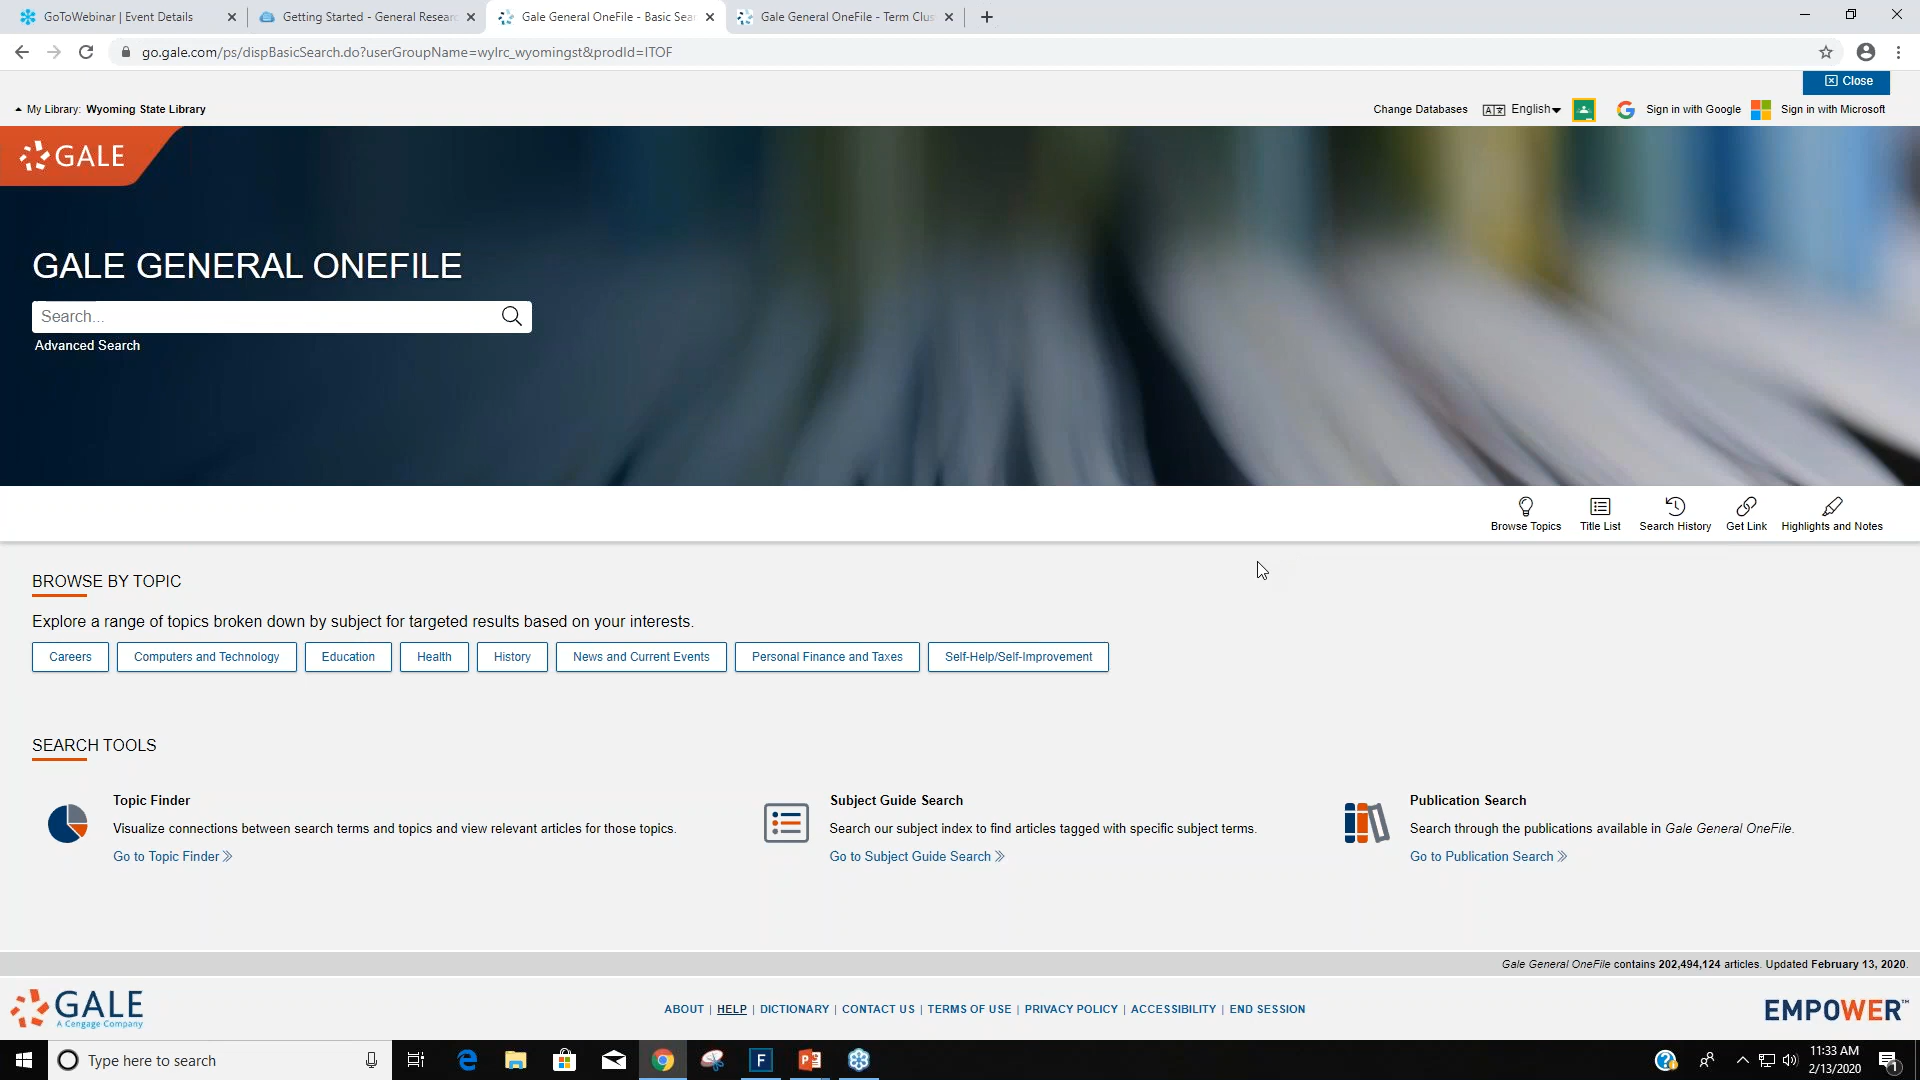 GoToWebinar | Event Details
Getting Started - General Researc
Gale General OneFile - Basic Sear
Gale General OneFile - Term Clus
go.gale.com/ps/dispBasicSearch.do?userGroupName=wylrc_wyomingst&prodId=ITOF
Close
My Library: Wyoming State Library
Change Databases English Sign in with Google Sign in with Microsoft
GALE
GALE GENERAL ONEFILE
Search...
Advanced Search
Browse Topics Title List Search History Get Link Highlights and Notes
BROWSE BY TOPIC
Explore a range of topics broken down by subject for targeted results based on your interests.
Careers Computers and Technology Education Health History News and Current Events Personal Finance and Taxes Self-Help/Self-Improvement
SEARCH TOOLS
Topic Finder
Visualize connections between search terms and topics and view relevant articles for those topics.
Go to Topic Finder
Subject Guide Search
Search our subject index to find articles tagged with specific subject terms.
Go to Subject Guide Search
Publication Search
Search through the publications available in Gale General OneFile.
Go to Publication Search
Gale General OneFile contains 202,494,124 articles. Updated February 13, 2020.
GALE
A Cengage Company
ABOUT | HELP | DICTIONARY | CONTACT US | TERMS OF USE | PRIVACY POLICY | ACCESSIBILITY | END SESSION
EMPOWER™
Type here to search
11:33 AM
2/13/2020